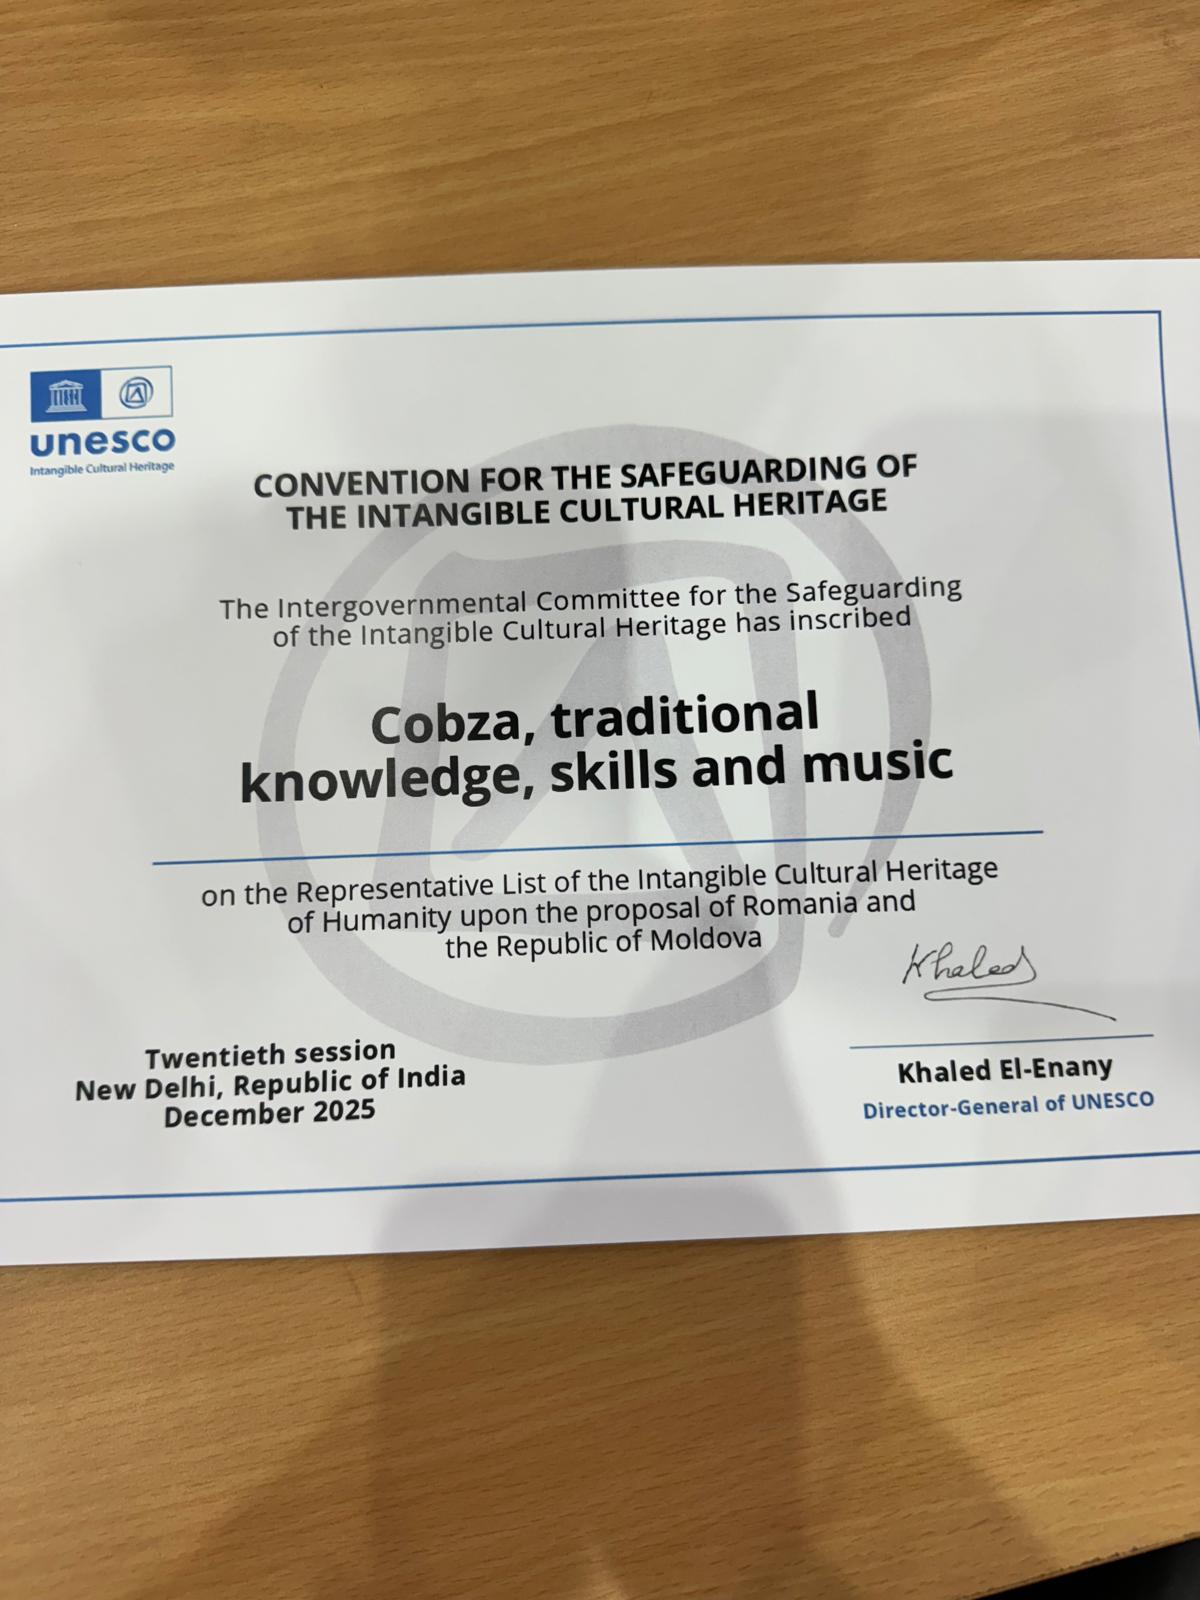 unesco
Intangible Cultural Heritage
CONVENTION FOR THE SAFEGUARDING OF
THE INTANGIBLE CULTURAL HERITAGE
The Intergovernmental Committee for the Safeguarding
of the Intangible Cultural Heritage has inscribed
Cobza, traditional
knowledge, skills and music
on the Representative List of the Intangible Cultural Heritage
of Humanity upon the proposal of Romania and
the Republic of Moldova
Khaled
Twentieth session
New Delhi, Republic of India
December 2025
Khaled El-Enany
Director-General of UNESCO